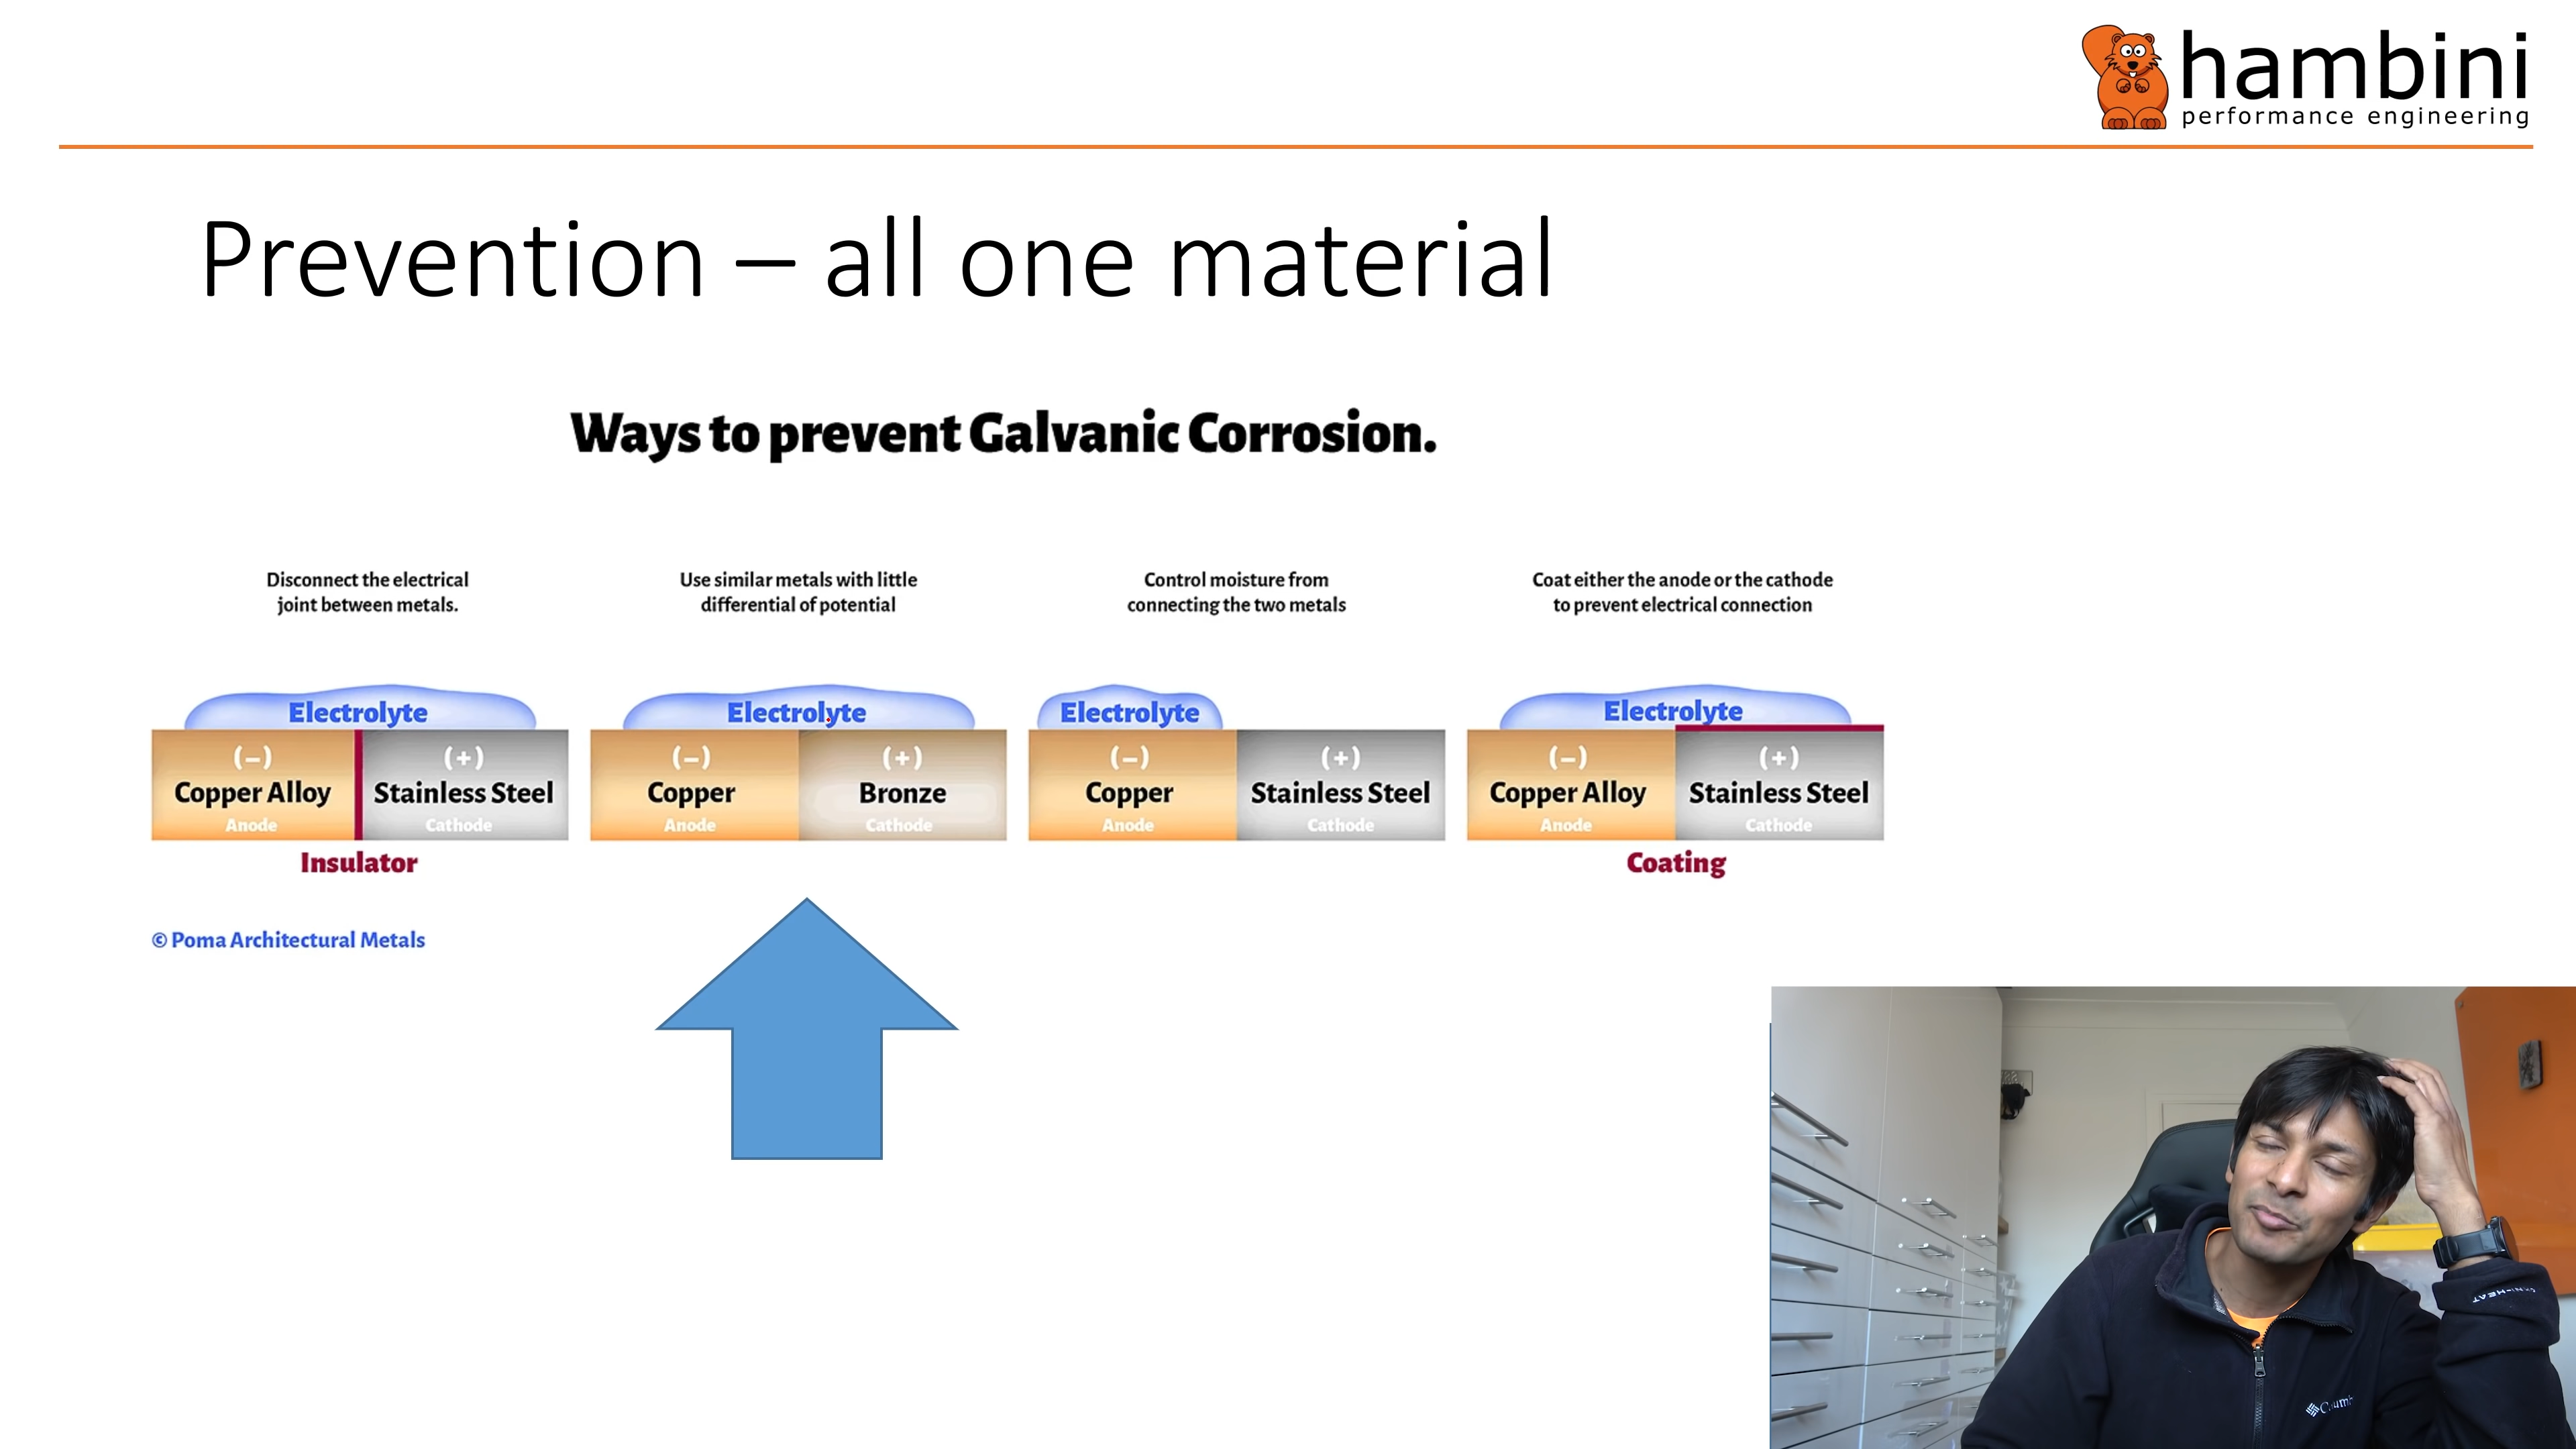 hambini
performance engineering
Prevention – all one material
Ways to prevent Galvanic Corrosion.
Disconnect the electrical
joint between metals.
Electrolyte
(−)
(+)
Copper Alloy
Stainless Steel
Anode
Cathode
Insulator
Use similar metals with little
differential of potential
Electrolyte
(−)
(+)
Copper
Bronze
Anode
Cathode
Control moisture from
connecting the two metals
Electrolyte
(−)
(+)
Copper
Stainless Steel
Anode
Cathode
Coat either the anode or the cathode
to prevent electrical connection
Electrolyte
(−)
(+)
Copper Alloy
Stainless Steel
Anode
Cathode
Coating
© Poma Architectural Metals